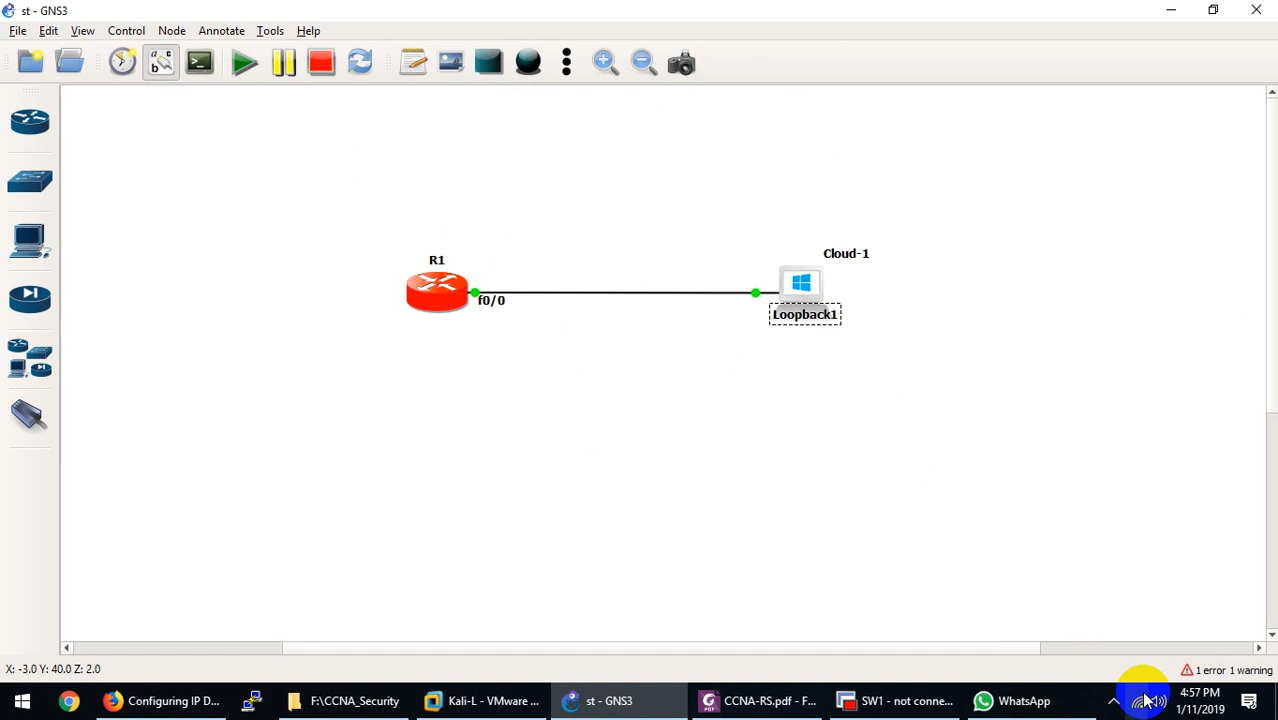 st - GNS3
File Edit View Control Node Annotate Tools Help
R1
f0/0
Cloud-1
Loopback1
X: -3.0 Y: 40.0 Z: 2.0
1 error 1 warning
Configuring IP D...
F:\CCNA_Security
Kali-L - VMware ...
st - GNS3
CCNA-RS.pdf - F...
SW1 - not conne...
WhatsApp
4:57 PM
1/11/2019